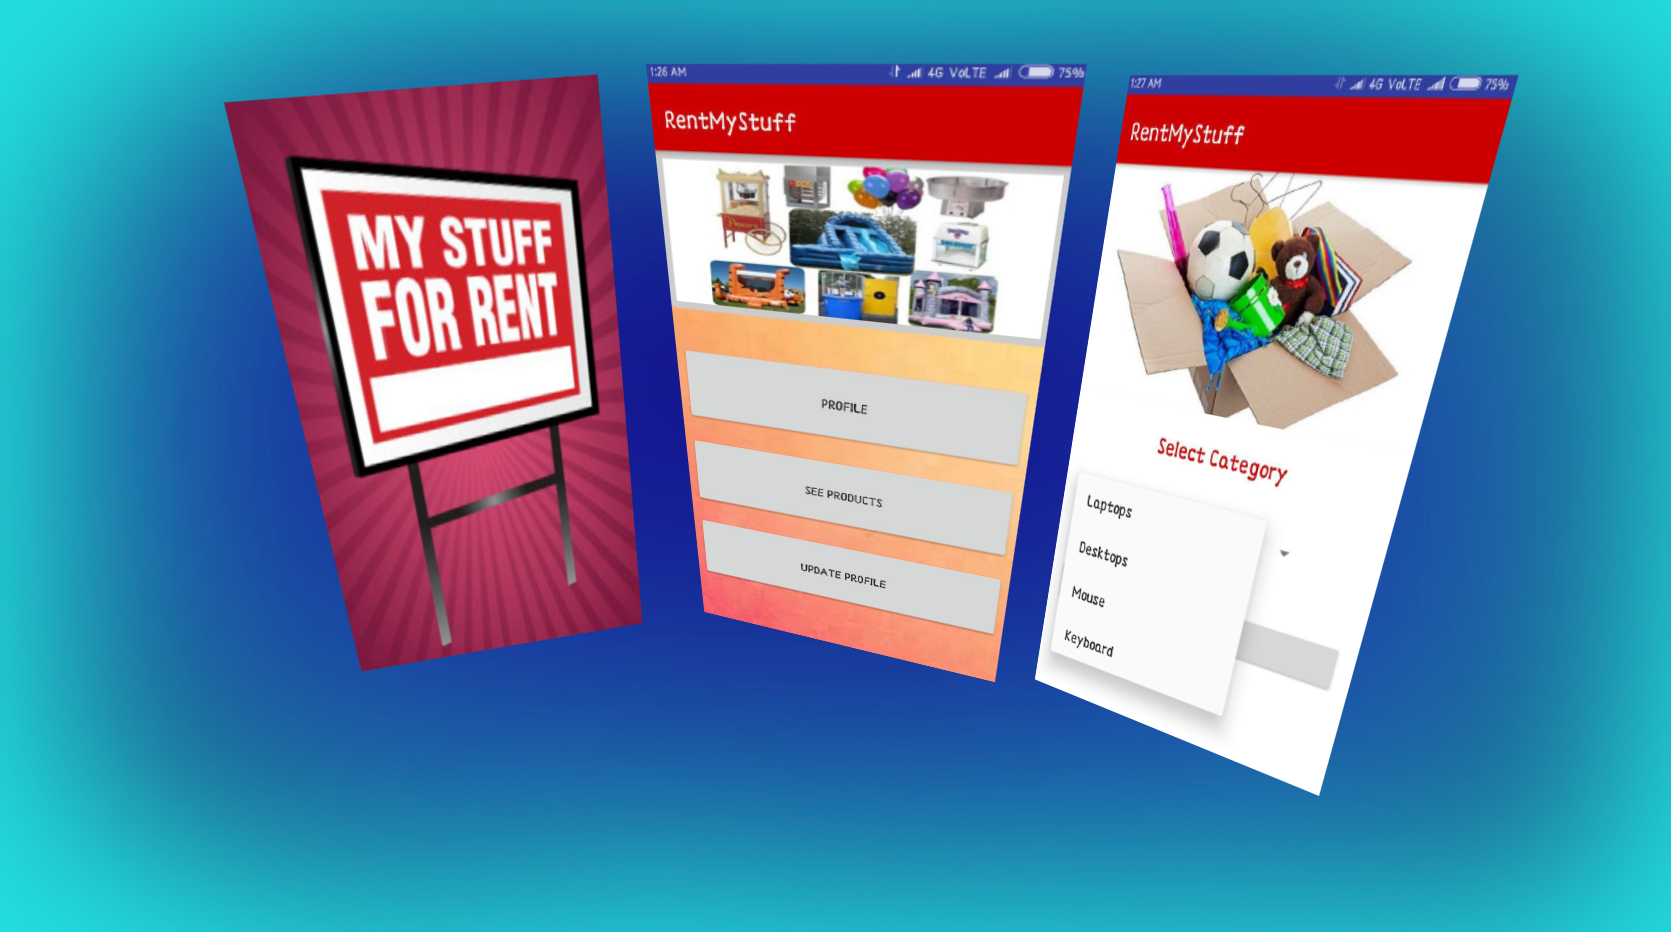 MY STUFF
FOR RENT
1:26 AM
4G VoLTE
75%
RentMyStuff
PROFILE
SEE PRODUCTS
UPDATE PROFILE
1:27 AM
4G VoLTE
75%
RentMyStuff
Select Category
Laptops
Desktops
Mouse
Keyboard